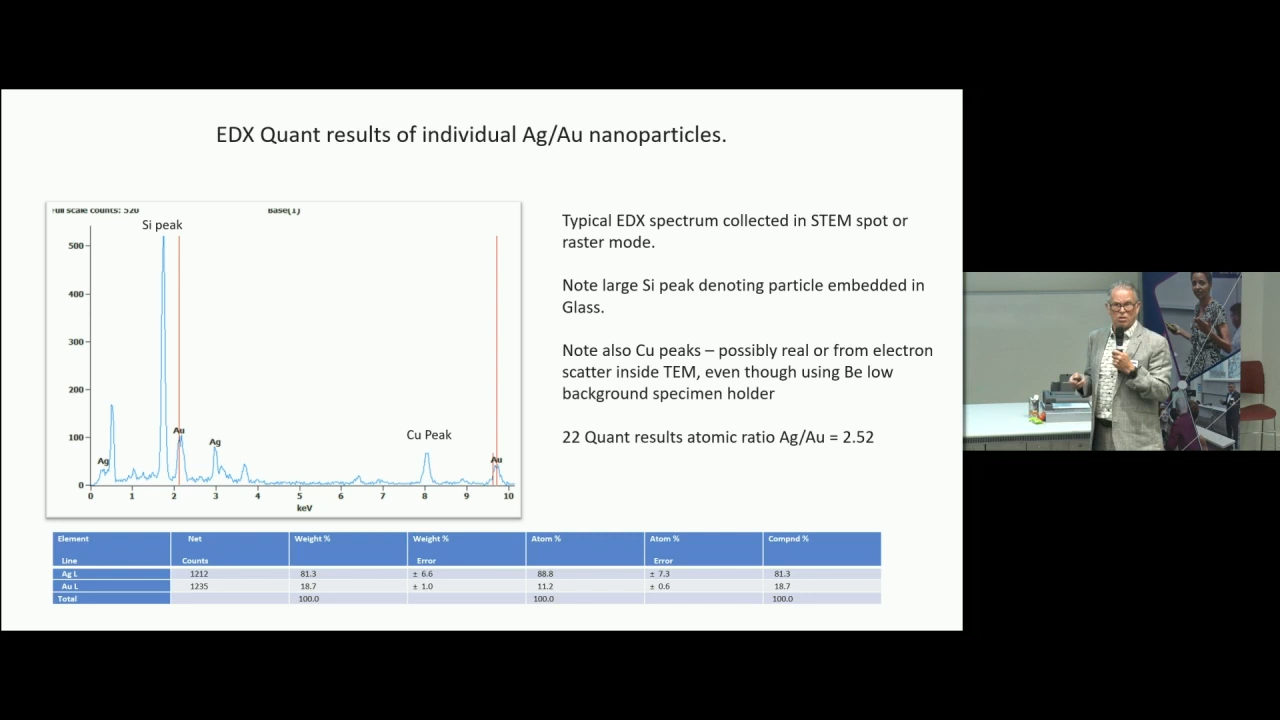 EDX Quant results of individual Ag/Au nanoparticles.
Full scale counts: 520
Base(1)
Si peak
500
400
300
200
100
0
Ag
Au
Ag
Cu Peak
Au
0 1 2 3 4 5 6 7 8 9 10
keV
Typical EDX spectrum collected in STEM spot or
raster mode.
Note large Si peak denoting particle embedded in
Glass.
Note also Cu peaks – possibly real or from electron
scatter inside TEM, even though using Be low
background specimen holder
22 Quant results atomic ratio Ag/Au = 2.52
Element Net Weight % Weight % Atom % Atom % Compnd %
Line Counts Error Error
Ag L 1212 81.3 ± 6.6 88.8 ± 7.3 81.3
Au L 1235 18.7 ± 1.0 11.2 ± 0.6 18.7
Total 100.0 100.0 100.0